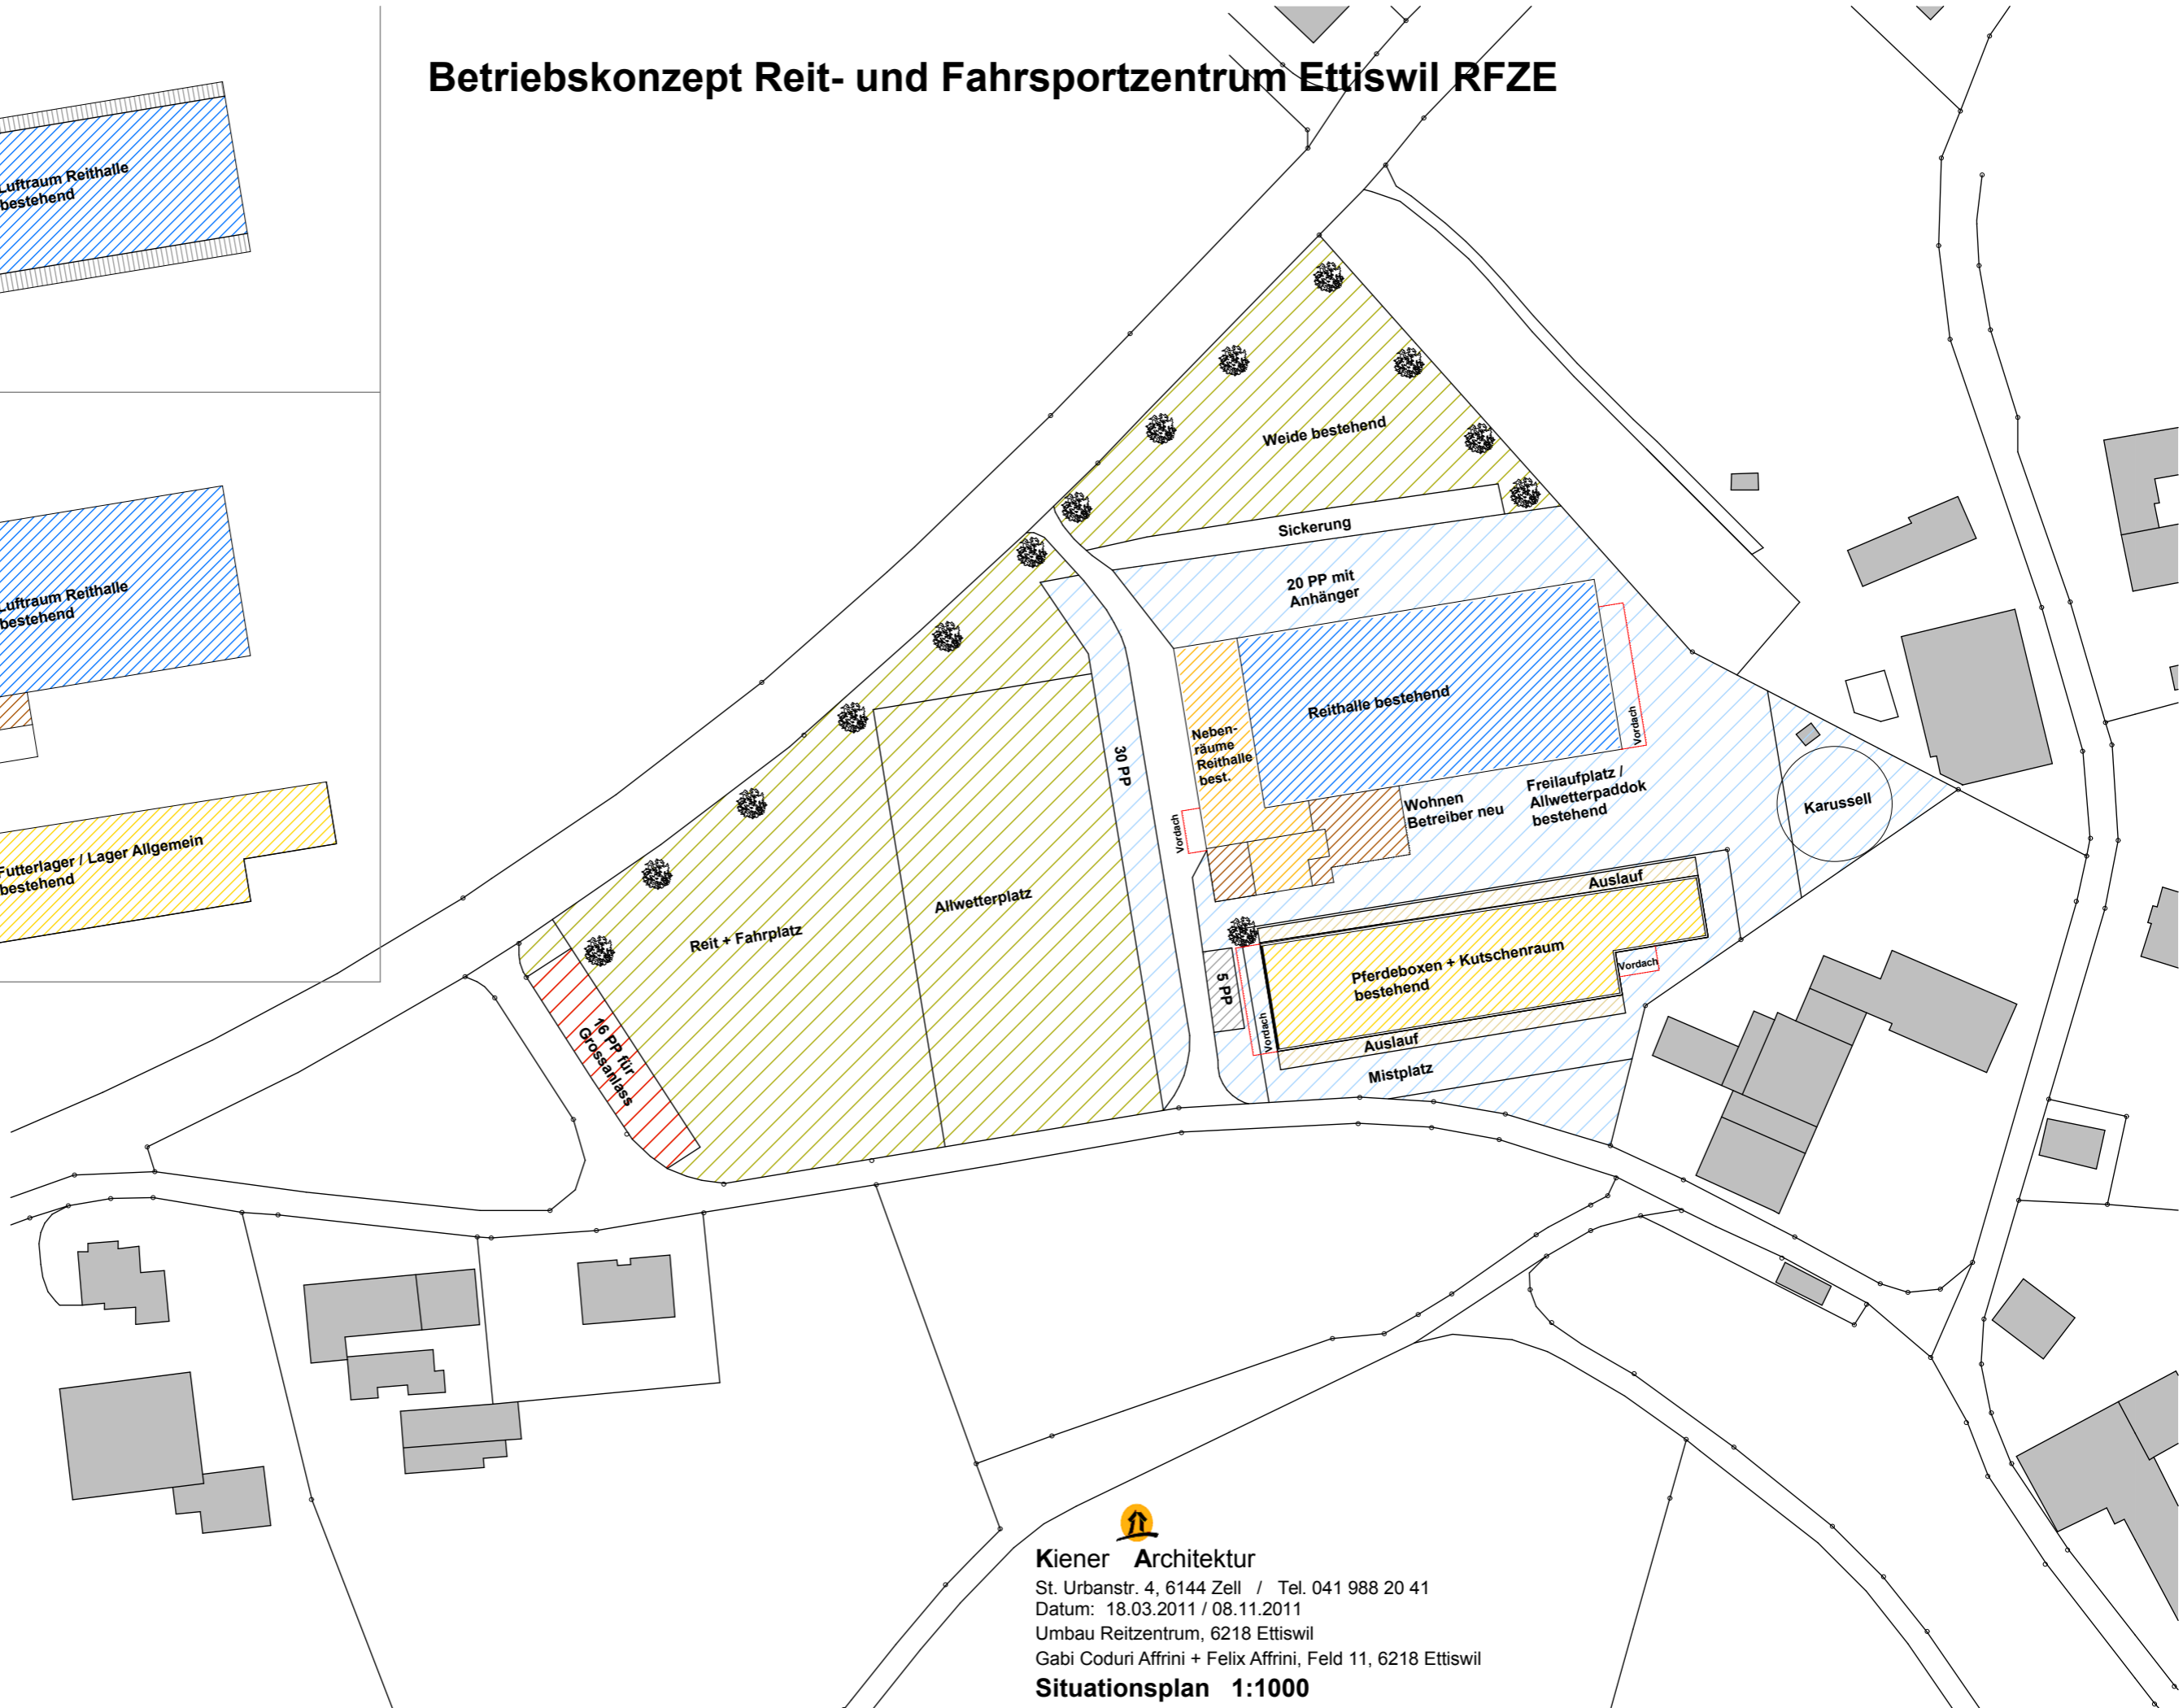 Betriebskonzept Reit- und Fahrsportzentrum Ettiswil RFZE
Luftraum Reithalle
bestehend
Luftraum Reithalle
bestehend
Futterlager / Lager Allgemein
bestehend
Weide bestehend
Sickerung
20 PP mit
Anhänger
Reithalle bestehend
Vordach
Neben-
räume
Reithalle
best.
30 PP
Vordach
Wohnen
Betreiber neu
Freilaufplatz /
Allwetterpaddok
bestehend
Karussell
Allwetterplatz
Reit + Fahrplatz
16 PP für
Grossanlass
Auslauf
Pferdeboxen + Kutschenraum
bestehend
Vordach
5 PP
Vordach
Auslauf
Mistplatz
Kiener Architektur
St. Urbanstr. 4, 6144 Zell / Tel. 041 988 20 41
Datum: 18.03.2011 / 08.11.2011
Umbau Reitzentrum, 6218 Ettiswil
Gabi Coduri Affrini + Felix Affrini, Feld 11, 6218 Ettiswil
Situationsplan 1:1000